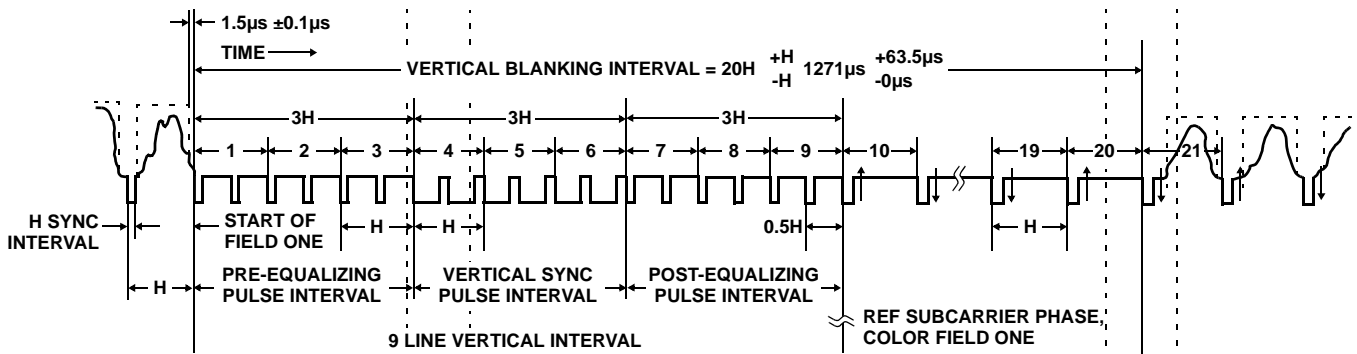 1.5µs ±0.1µs
TIME
VERTICAL BLANKING INTERVAL = 20H +H -H 1271µs +63.5µs -0µs
3H 3H 3H
1 2 3 4 5 6 7 8 9 10 19 20 21
H SYNC INTERVAL
START OF FIELD ONE
H H 0.5H H
H
PRE-EQUALIZING PULSE INTERVAL
VERTICAL SYNC PULSE INTERVAL
POST-EQUALIZING PULSE INTERVAL
REF SUBCARRIER PHASE, COLOR FIELD ONE
9 LINE VERTICAL INTERVAL